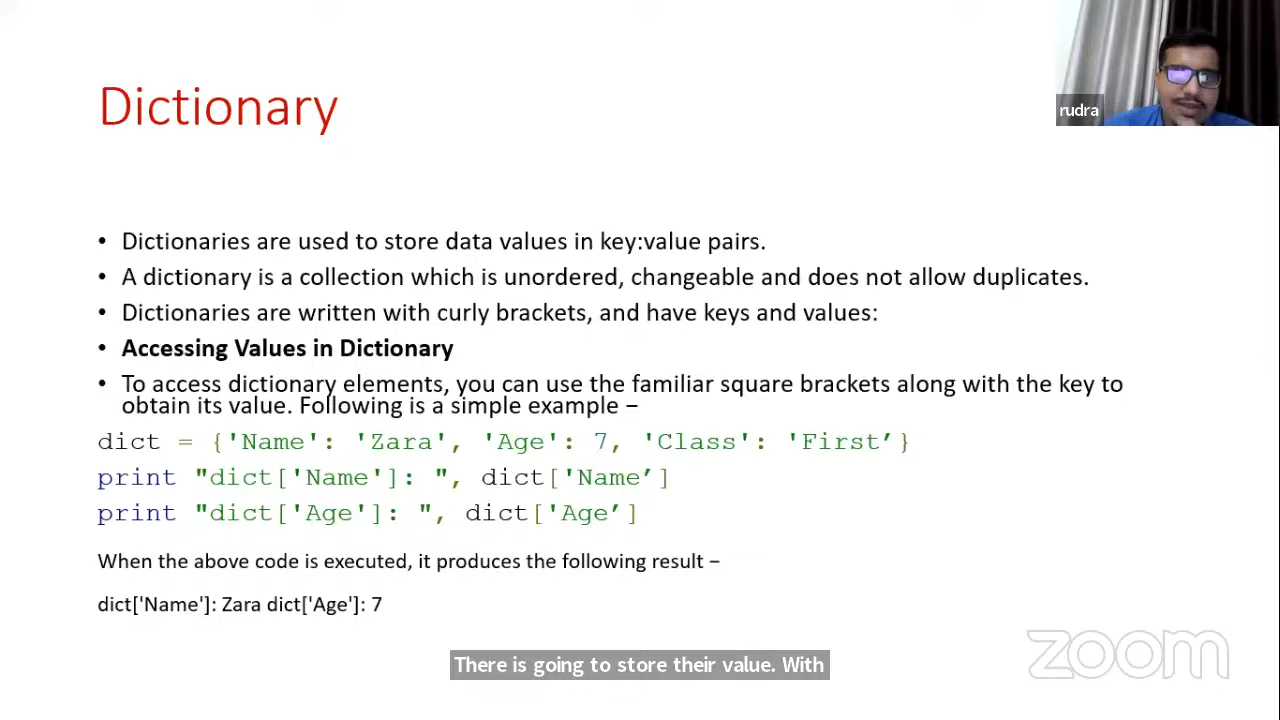 Dictionary
rudra
• Dictionaries are used to store data values in key:value pairs.
• A dictionary is a collection which is unordered, changeable and does not allow duplicates.
• Dictionaries are written with curly brackets, and have keys and values:
• Accessing Values in Dictionary
• To access dictionary elements, you can use the familiar square brackets along with the key to
obtain its value. Following is a simple example −
dict = {'Name': 'Zara', 'Age': 7, 'Class': 'First’}
print "dict['Name']: ", dict['Name’]
print "dict['Age']: ", dict['Age’]
When the above code is executed, it produces the following result −
dict['Name']: Zara dict['Age']: 7
There is going to store their value. With
zoom